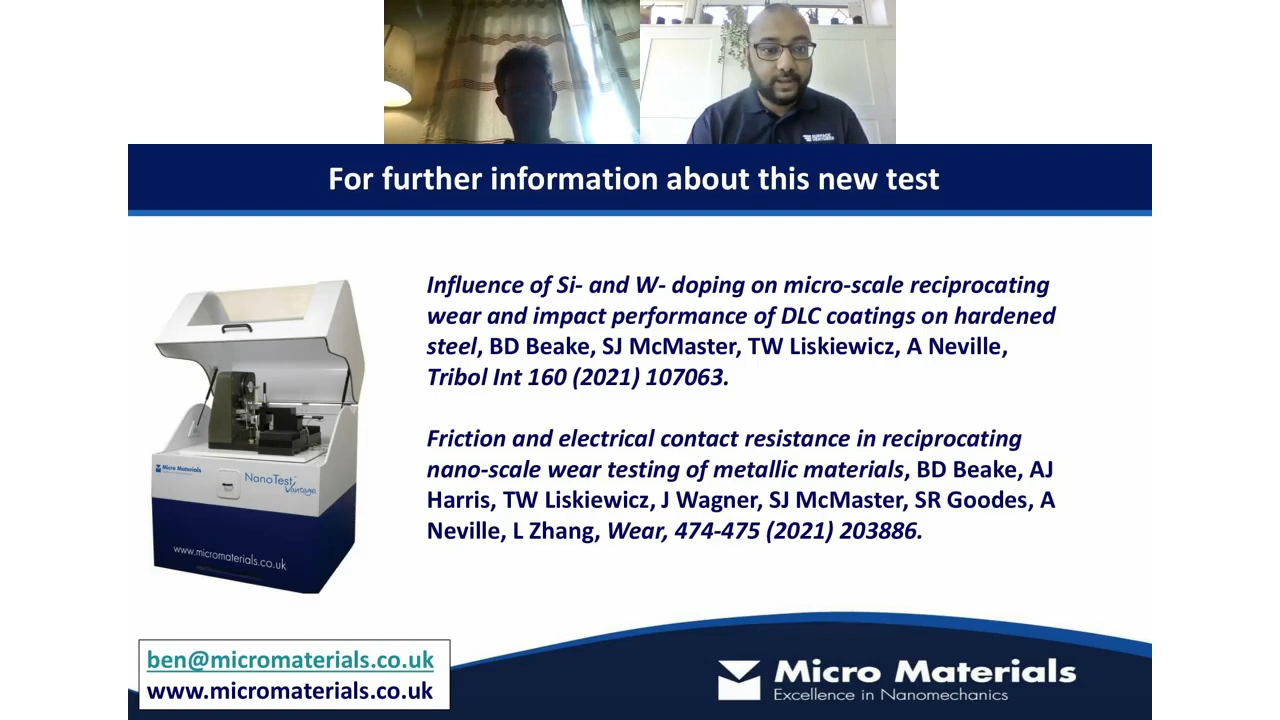 SURFACE
VENTURES
For further information about this new test
Influence of Si- and W- doping on micro-scale reciprocating
wear and impact performance of DLC coatings on hardened
steel, BD Beake, SJ McMaster, TW Liskiewicz, A Neville,
Tribol Int 160 (2021) 107063.
Friction and electrical contact resistance in reciprocating
nano-scale wear testing of metallic materials, BD Beake, AJ
Harris, TW Liskiewicz, J Wagner, SJ McMaster, SR Goodes, A
Neville, L Zhang, Wear, 474-475 (2021) 203886.
Micro Materials
NanoTest™
Vantage
www.micromaterials.co.uk
ben@micromaterials.co.uk
www.micromaterials.co.uk
Micro Materials
Excellence in Nanomechanics